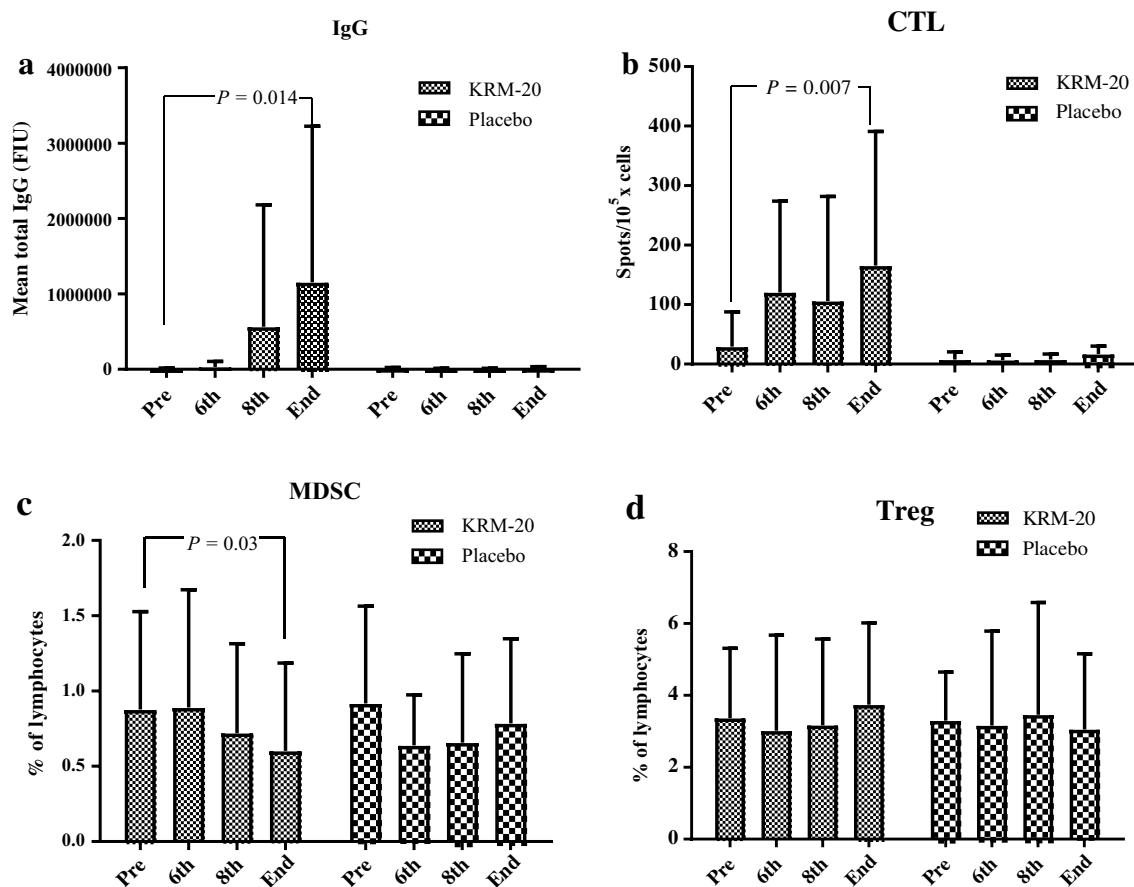 a
IgG
Mean total IgG (FIU)
4000000
3000000
2000000
1000000
0
P = 0.014
KRM-20
Placebo
Pre 6th 8th End Pre 6th 8th End
b
CTL
Spots/10⁵x cells
500
400
300
200
100
0
P = 0.007
KRM-20
Placebo
Pre 6th 8th End Pre 6th 8th End
c
MDSC
% of lymphocytes
2.0
1.5
1.0
0.5
0.0
P = 0.03
KRM-20
Placebo
Pre 6th 8th End Pre 6th 8th End
d
Treg
% of lymphocytes
8
6
4
2
0
KRM-20
Placebo
Pre 6th 8th End Pre 6th 8th End